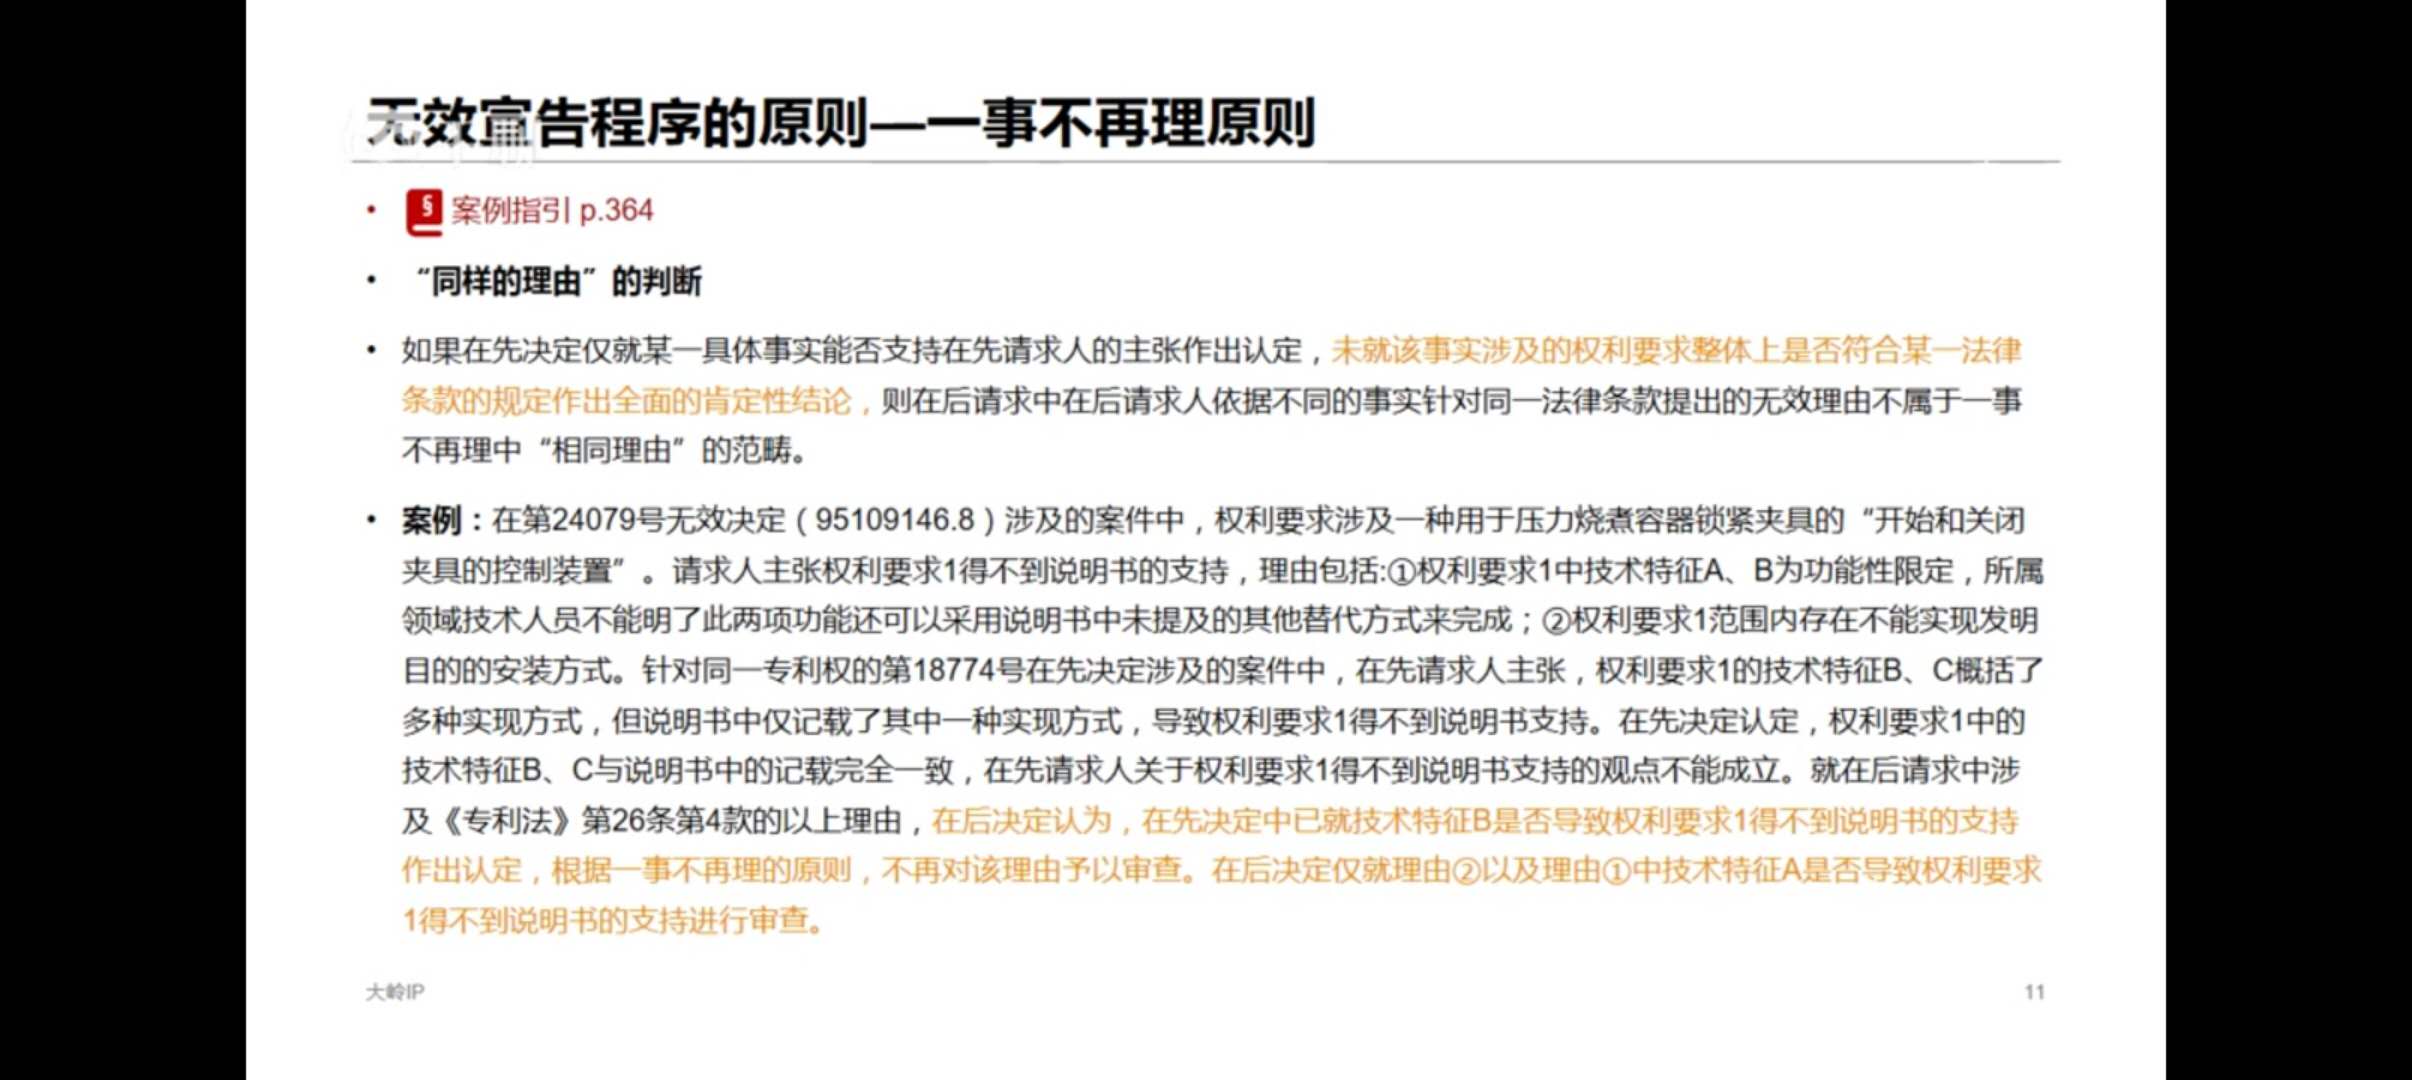 无效宣告程序的原则—一事不再理原则
• § 案例指引 p.364
• “同样的理由”的判断
• 如果在先决定仅就某一具体事实能否支持在先请求人的主张作出认定，未就该事实涉及的权利要求整体上是否符合某一法律
条款的规定作出全面的肯定性结论，则在后请求中在后请求人依据不同的事实针对同一法律条款提出的无效理由不属于一事
不再理中“相同理由”的范畴。
• 案例：在第24079号无效决定（95109146.8）涉及的案件中，权利要求涉及一种用于压力烧煮容器锁紧夹具的“开始和关闭
夹具的控制装置”。请求人主张权利要求1得不到说明书的支持，理由包括:①权利要求1中技术特征A、B为功能性限定，所属
领域技术人员不能明了此两项功能还可以采用说明书中未提及的其他替代方式来完成；②权利要求1范围内存在不能实现发明
目的的安装方式。针对同一专利权的第18774号在先决定涉及的案件中，在先请求人主张，权利要求1的技术特征B、C概括了
多种实现方式，但说明书中仅记载了其中一种实现方式，导致权利要求1得不到说明书支持。在先决定认定，权利要求1中的
技术特征B、C与说明书中的记载完全一致，在先请求人关于权利要求1得不到说明书支持的观点不能成立。就在后请求中涉
及《专利法》第26条第4款的以上理由，在后决定认为，在先决定中已就技术特征B是否导致权利要求1得不到说明书的支持
作出认定，根据一事不再理的原则，不再对该理由予以审查。在后决定仅就理由②以及理由①中技术特征A是否导致权利要求
1得不到说明书的支持进行审查。
大岭IP
11